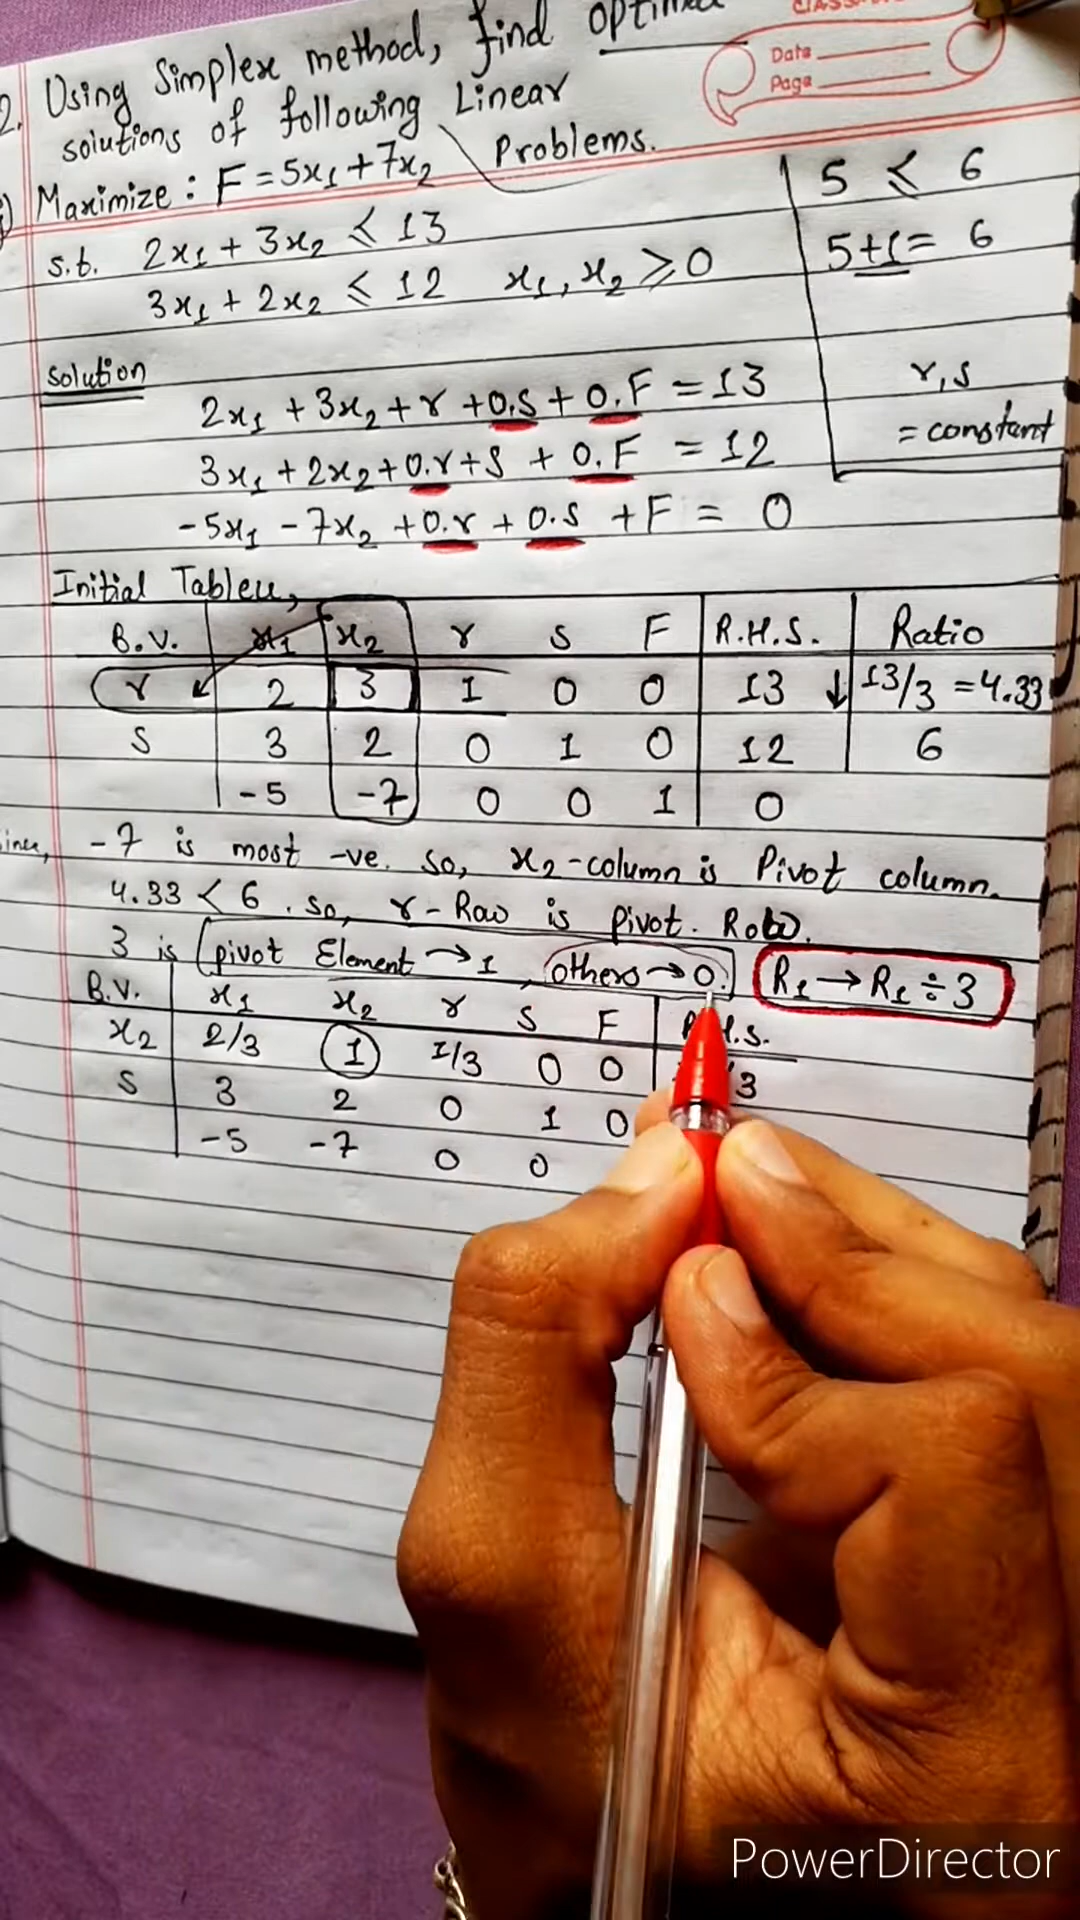 2. Using Simplex method, find
solutions of following Linear
Problems.
Maximize : F = 5x₁ + 7x₂
s.t. 2x₁ + 3x₂ ⩽ 13
3x₁ + 2x₂ ⩽ 12 x₁, x₂ ⩾ 0
Date
Page
5 ⩽ 6
5+1 = 6
r, s
= constant
Solution
2x₁ + 3x₂ + r + 0.s + 0.F = 13
3x₁ + 2x₂ + 0.r + s + 0.F = 12
-5x₁ - 7x₂ + 0.r + 0.s + F = 0
Initial Tableu,
B.V. x₁ x₂ r s F R.H.S. Ratio
r 2 3 1 0 0 13 ↓ 13/3 = 4.33
s 3 2 0 1 0 12 6
-5 -7 0 0 1 0
-7 is most -ve. so, x₂-column is Pivot column.
4.33 < 6 . so, r-Row is pivot. Row.
3 is pivot Element → 1, others → 0. R₁ → R₁ ÷ 3
B.V. x₁ x₂ r s F .H.S.
x₂ 2/3 1 1/3 0 0 /3
s 3 2 0 1 0
-5 -7 0 0
PowerDirector